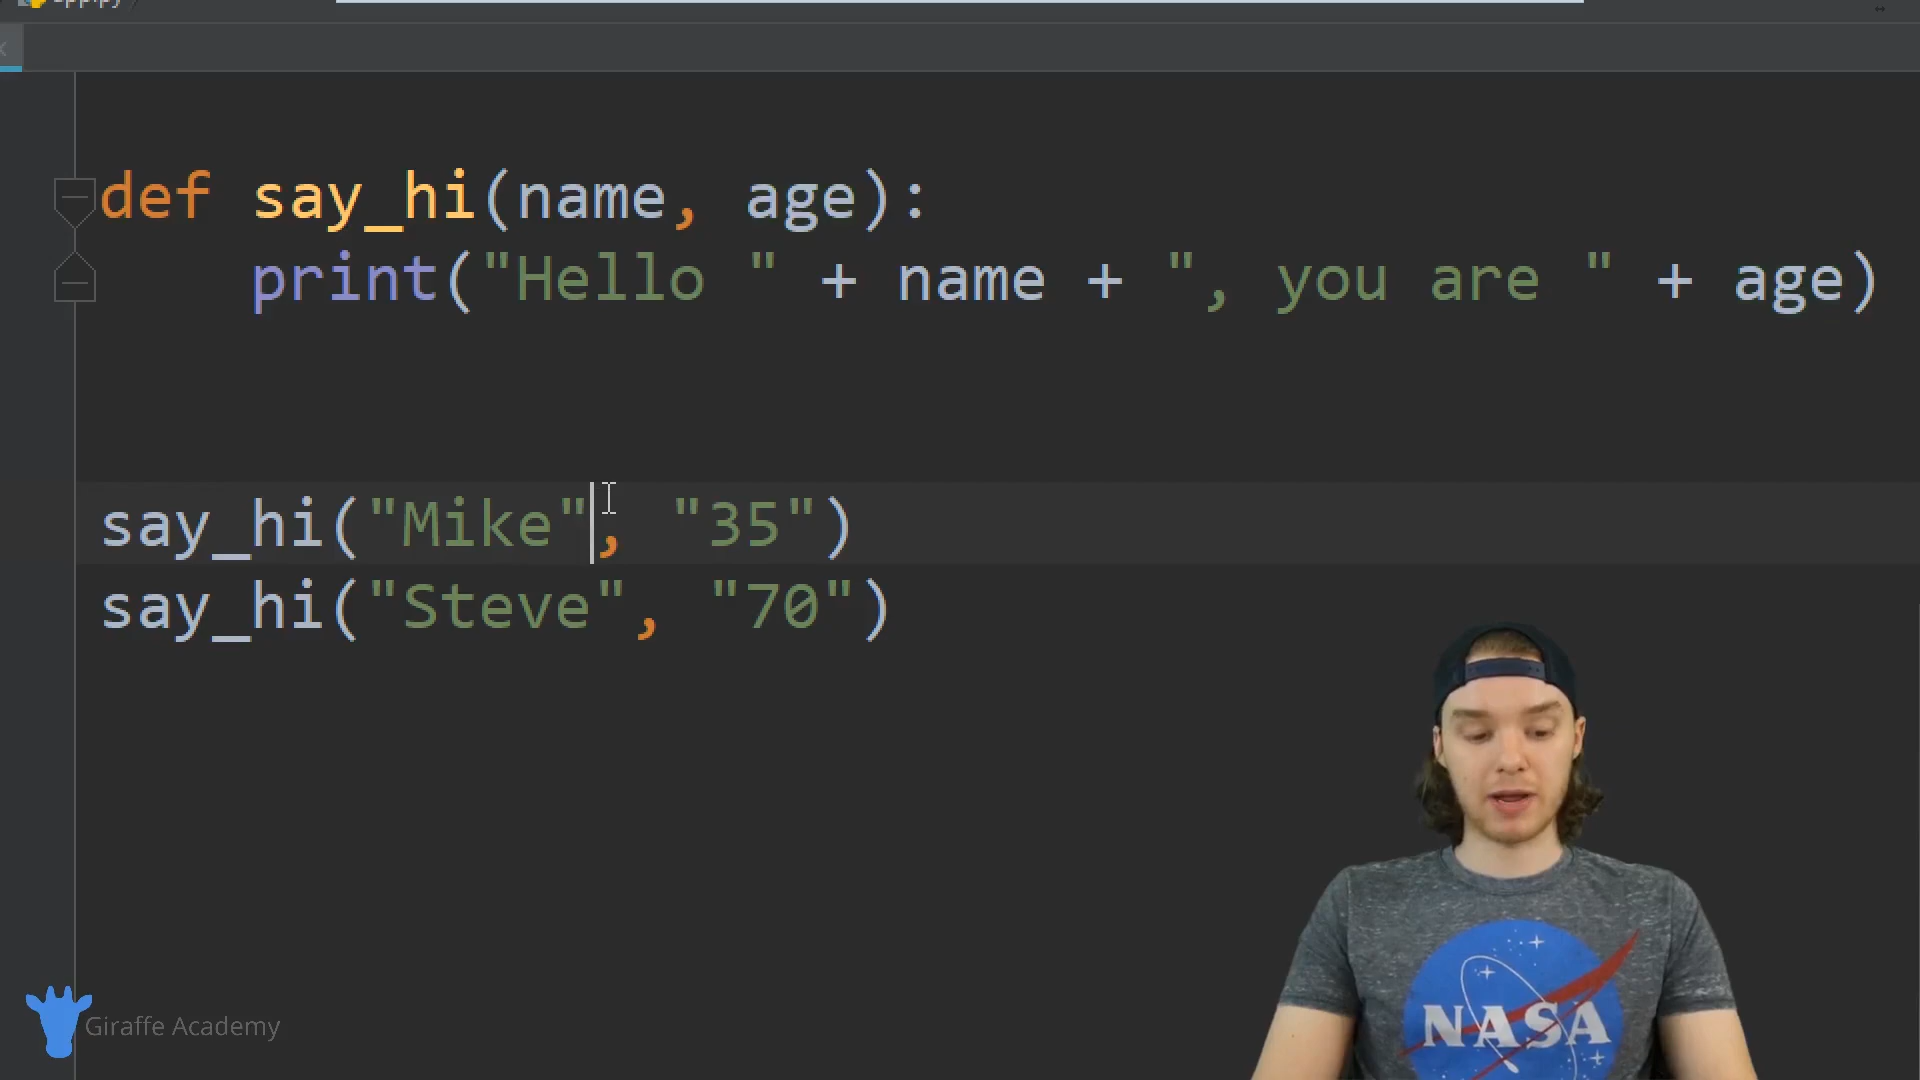 def say_hi(name, age):
    print("Hello " + name + ", you are " + age)
say_hi("Mike", "35")
say_hi("Steve", "70")
NASA
Giraffe Academy